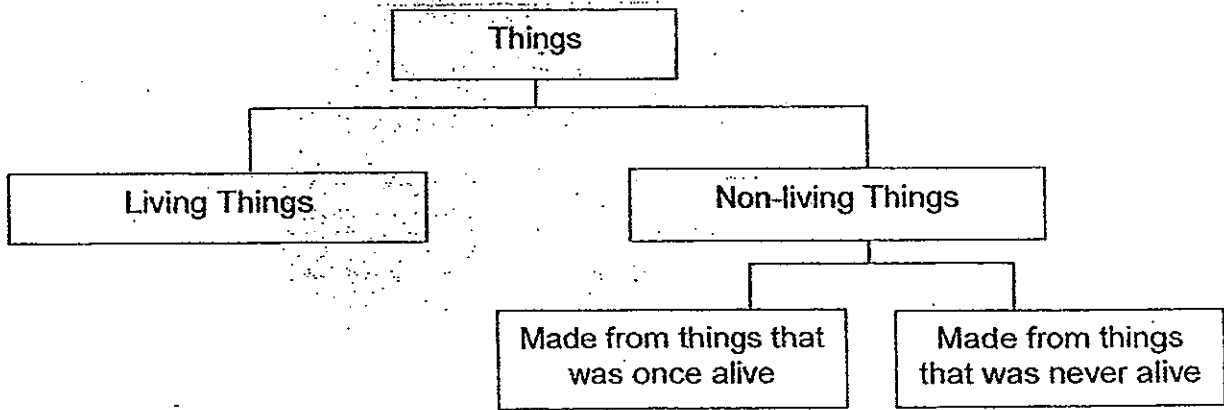 Things
Living Things
Non-living Things
Made from things that
was once alive
Made from things
that was never alive